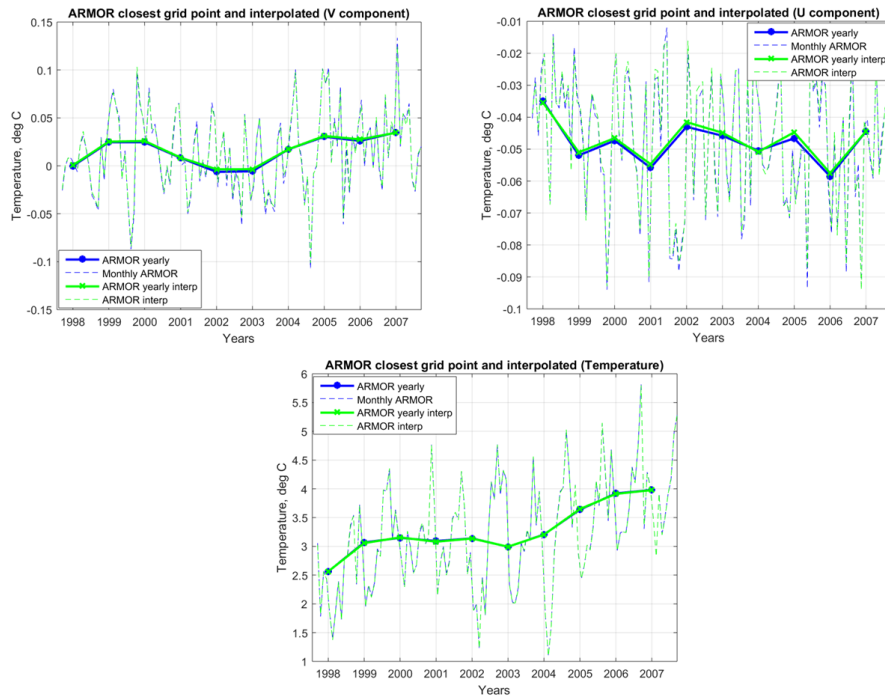 ARMOR closest grid point and interpolated (V component)
0.15
0.1
0.05
0
-0.05
-0.1
-0.15
Temperature, deg C
ARMOR yearly
Monthly ARMOR
ARMOR yearly interp
ARMOR interp
1998 1999 2000 2001 2002 2003 2004 2005 2006 2007
Years
ARMOR closest grid point and interpolated (U component)
-0.01
-0.02
-0.03
-0.04
-0.05
-0.06
-0.07
-0.08
-0.09
-0.1
Temperature, deg C
ARMOR yearly
Monthly ARMOR
ARMOR yearly interp
ARMOR interp
1998 1999 2000 2001 2002 2003 2004 2005 2006 2007
Years
ARMOR closest grid point and interpolated (Temperature)
6
5.5
5
4.5
4
3.5
3
2.5
2
1.5
1
Temperature, deg C
ARMOR yearly
Monthly ARMOR
ARMOR yearly interp
ARMOR interp
1998 1999 2000 2001 2002 2003 2004 2005 2006 2007
Years